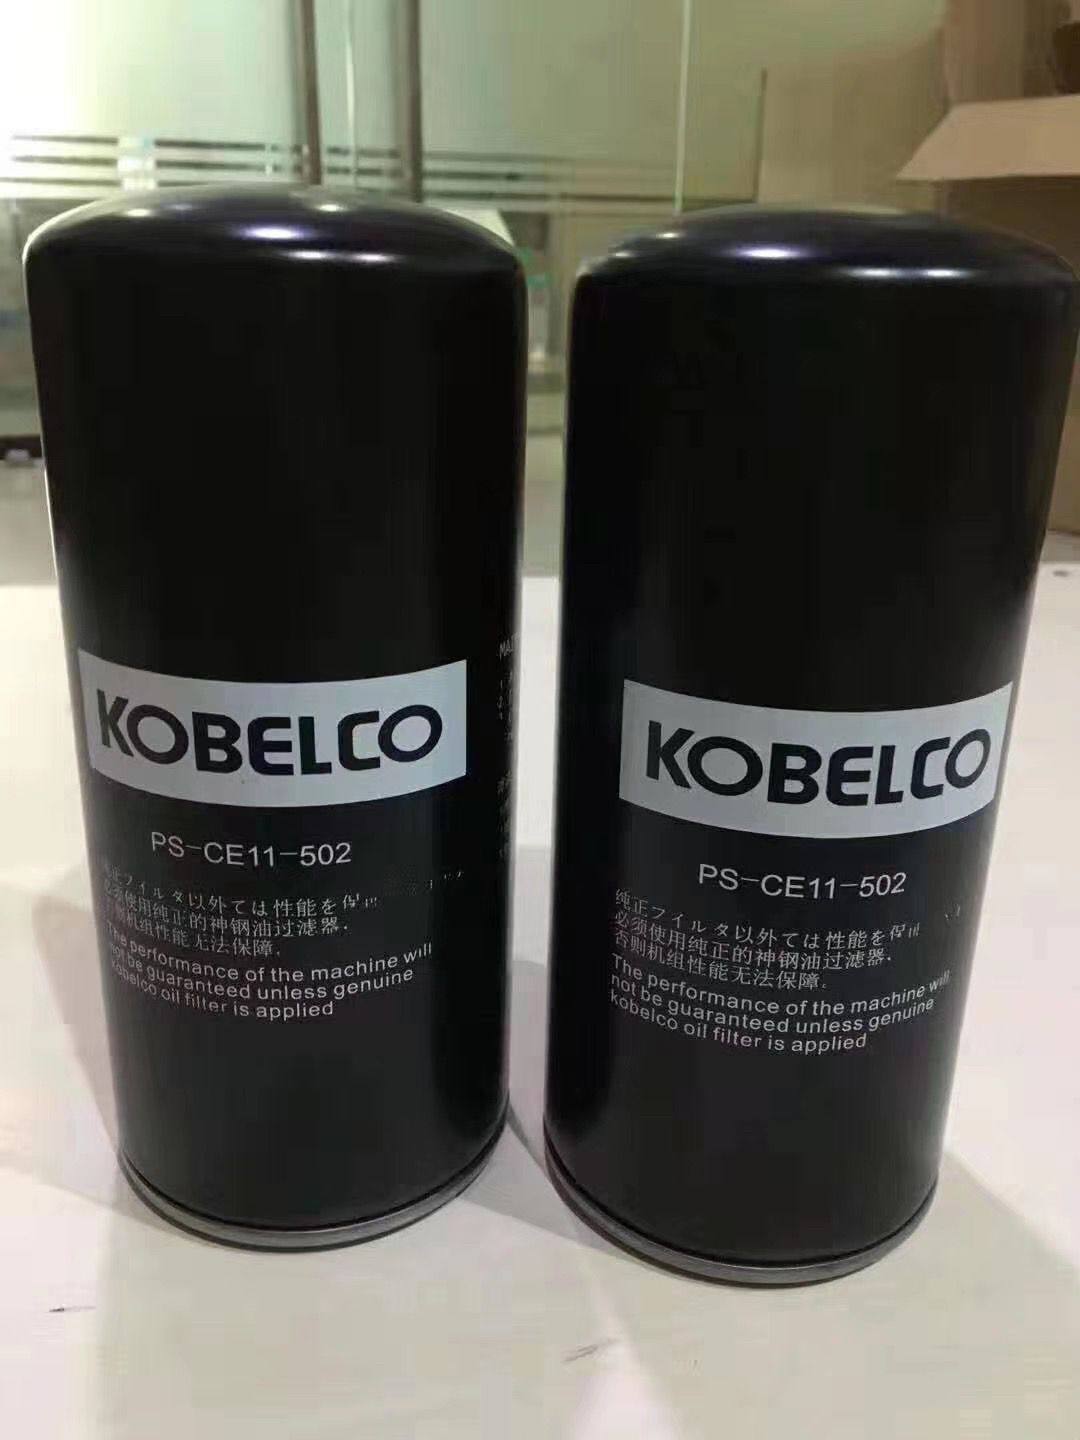 KOBELCO
PS-CE11-502
正フィルタ以外ては性能を
必须使用纯正的神钢油过滤器.
否则机组性能无法保障.
The performance of the machine will
not be guaranteed unless genuine
kobelco oil filter is applied
KOBELCO
PS-CE11-502
纯正フィルタ以外ては性能を
必须使用纯正的神钢油过滤器.
否则机组性能无法保障.
The performance of the machine will
not be guaranteed unless genuine
kobelco oil filter is applied